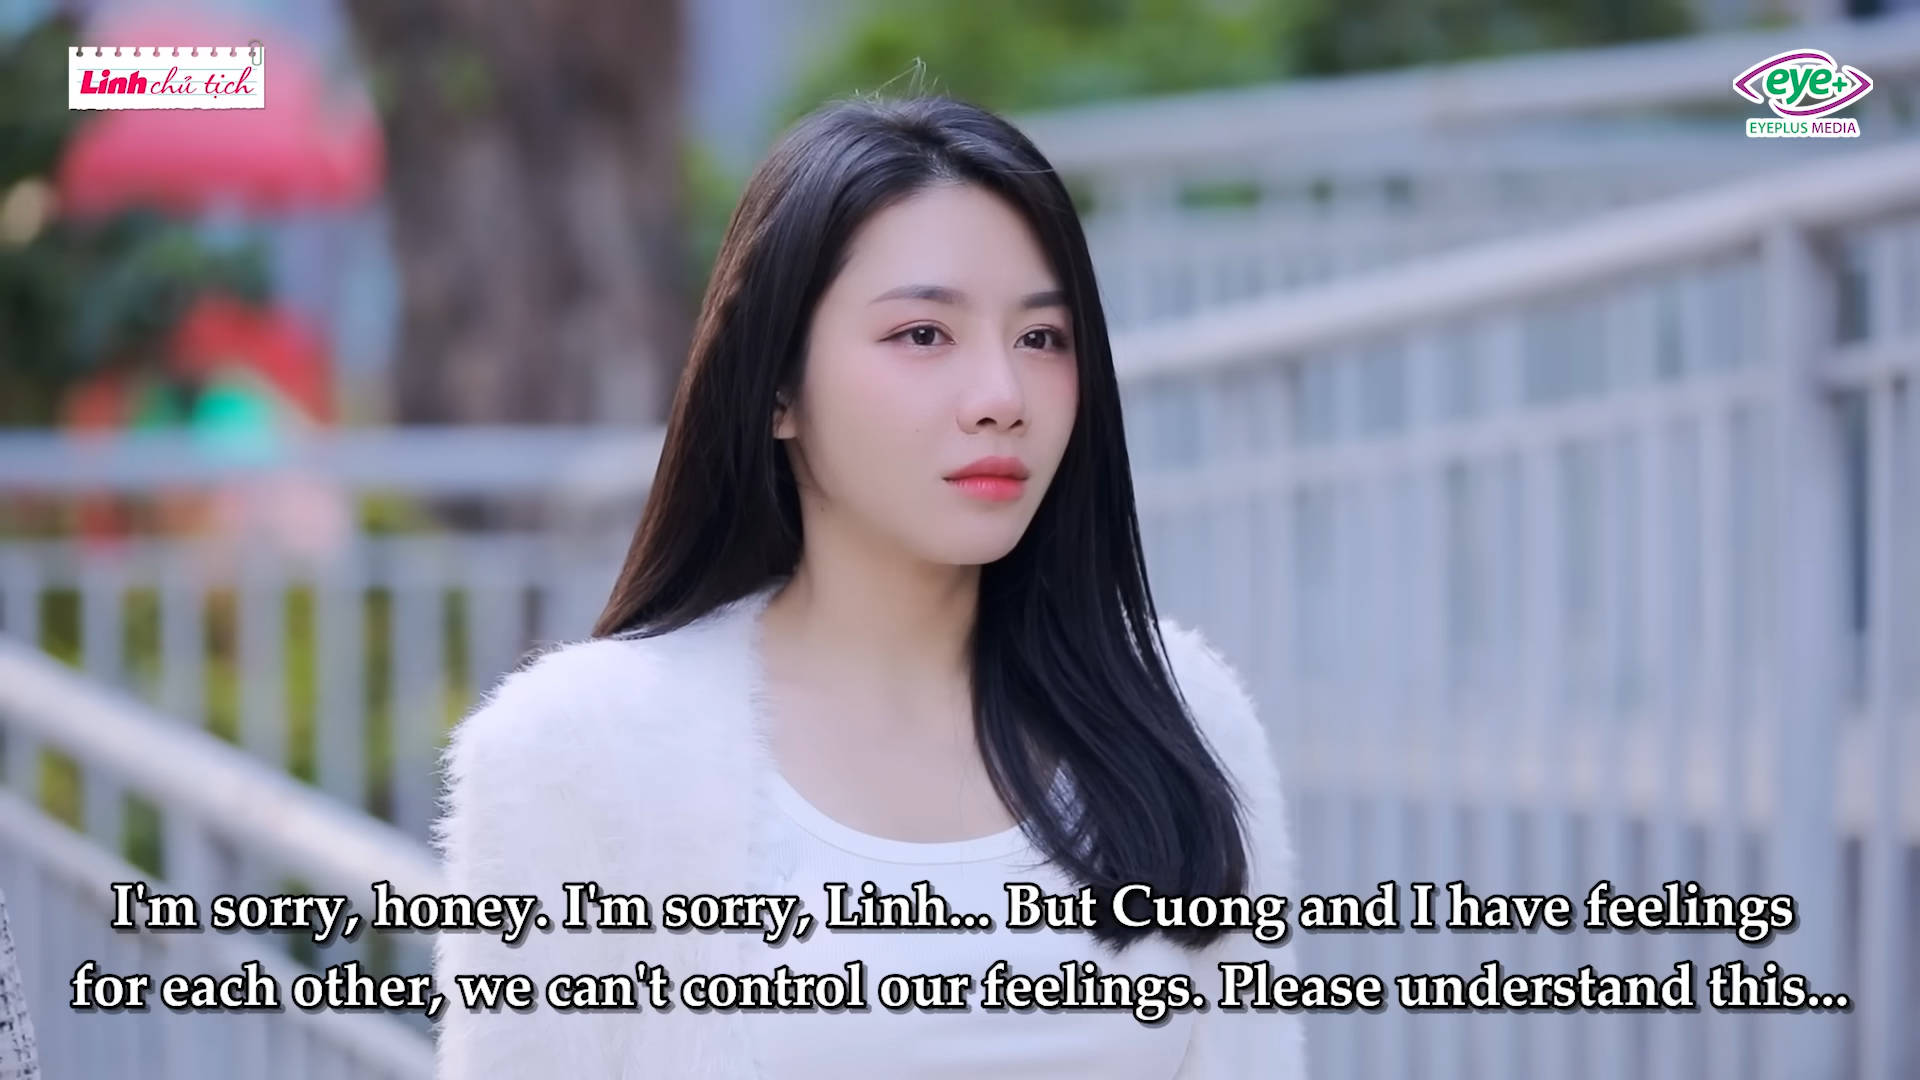 Linh chủ tịch
eye+
EYEPLUS MEDIA
I'm sorry, honey. I'm sorry, Linh... But Cuong and I have feelings
for each other, we can't control our feelings. Please understand this...